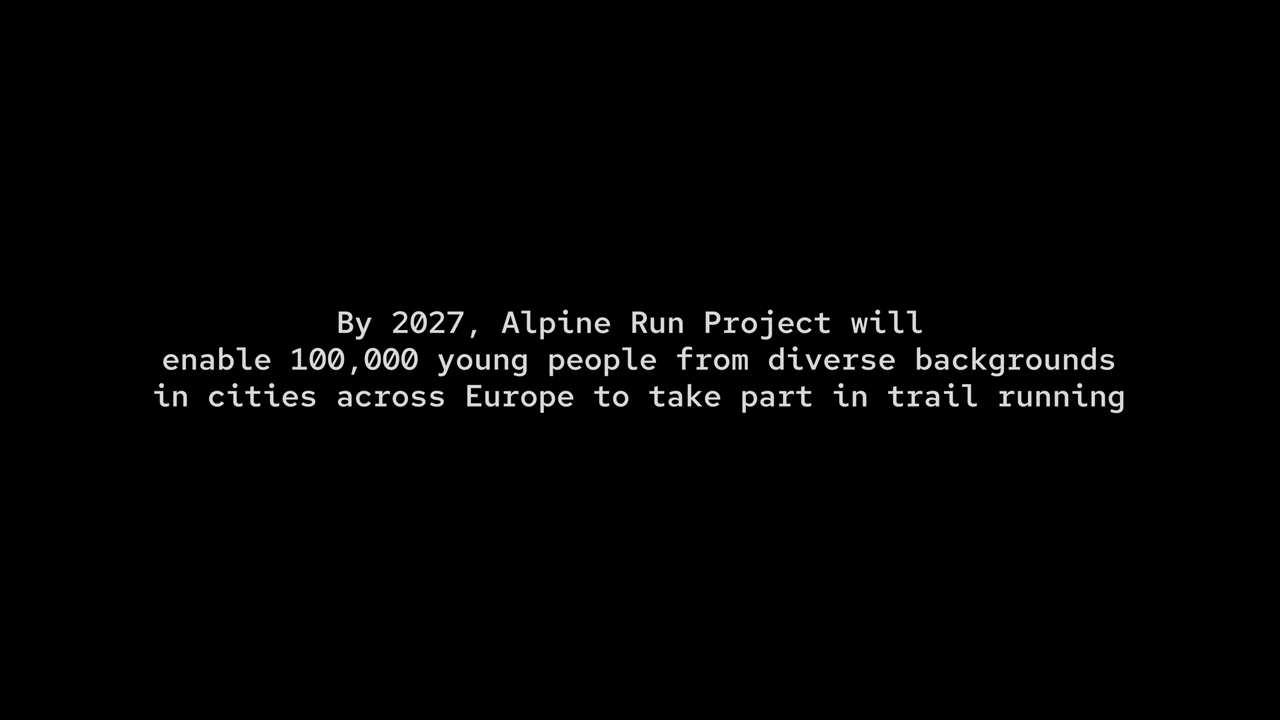 By 2027, Alpine Run Project will
enable 100,000 young people from diverse backgrounds
in cities across Europe to take part in trail running